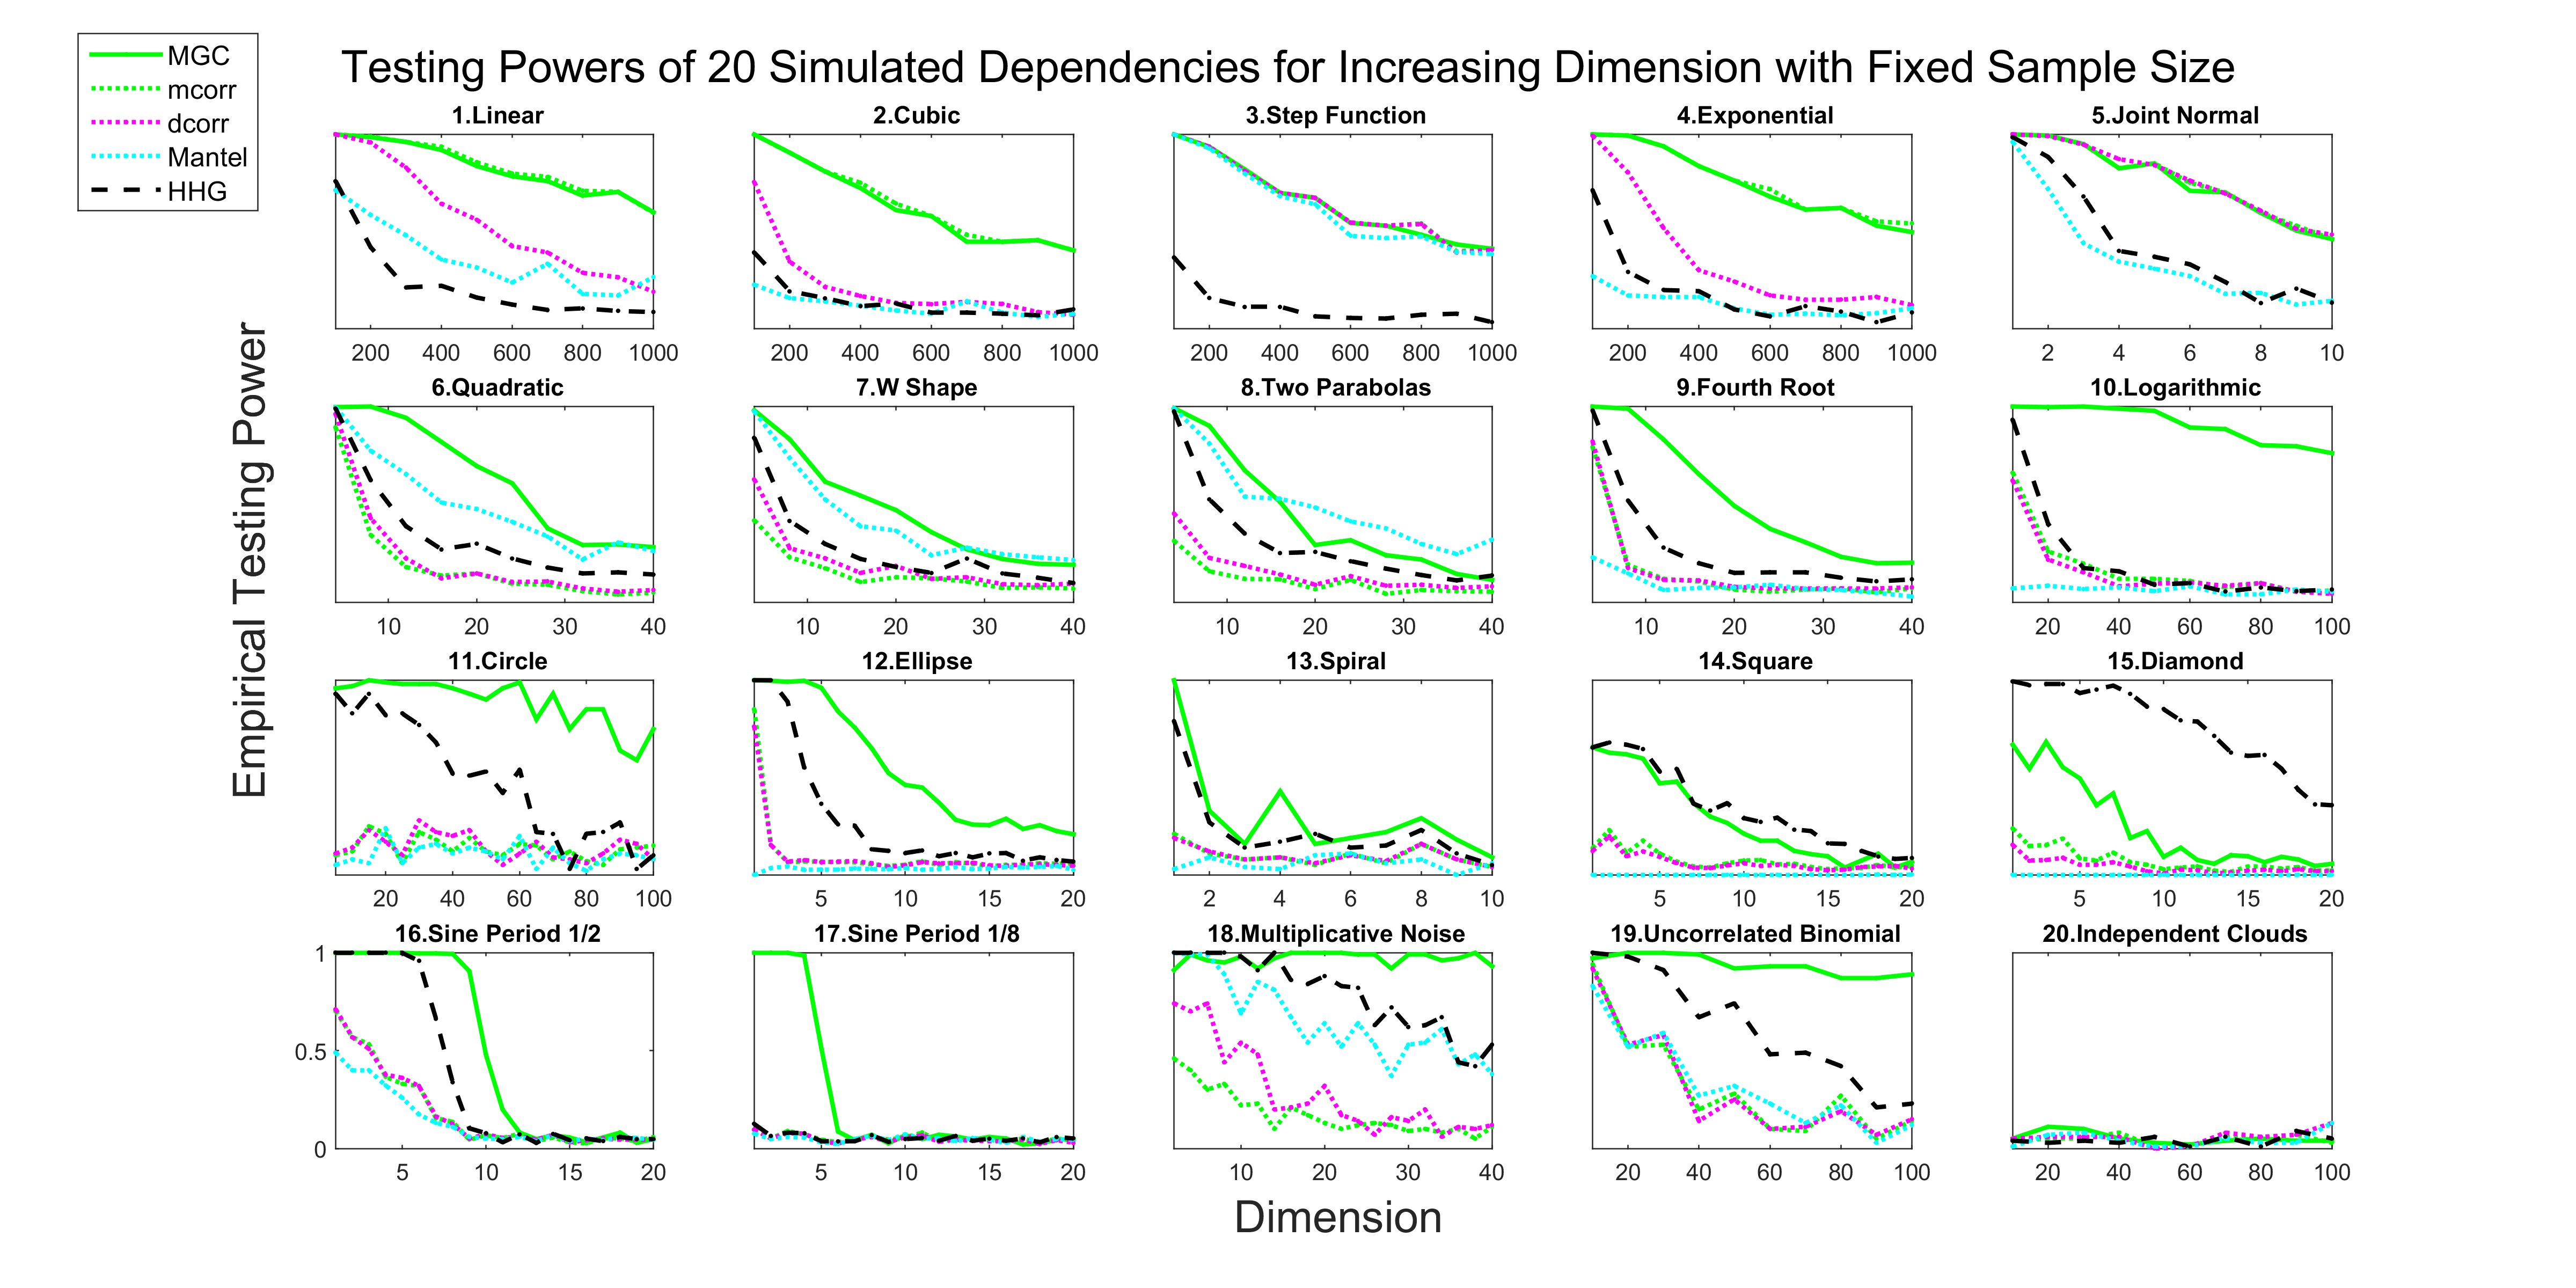 MGC
mcorr
dcorr
Mantel
HHG
Testing Powers of 20 Simulated Dependencies for Increasing Dimension with Fixed Sample Size
Empirical Testing Power
1.Linear
200 400 600 800 1000
2.Cubic
200 400 600 800 1000
3.Step Function
200 400 600 800 1000
4.Exponential
200 400 600 800 1000
5.Joint Normal
2 4 6 8 10
6.Quadratic
10 20 30 40
7.W Shape
10 20 30 40
8.Two Parabolas
10 20 30 40
9.Fourth Root
10 20 30 40
10.Logarithmic
20 40 60 80 100
11.Circle
20 40 60 80 100
12.Ellipse
5 10 15 20
13.Spiral
2 4 6 8 10
14.Square
5 10 15 20
15.Diamond
5 10 15 20
16.Sine Period 1/2
1
0.5
0
5 10 15 20
17.Sine Period 1/8
5 10 15 20
18.Multiplicative Noise
10 20 30 40
19.Uncorrelated Binomial
20 40 60 80 100
20.Independent Clouds
20 40 60 80 100
Dimension